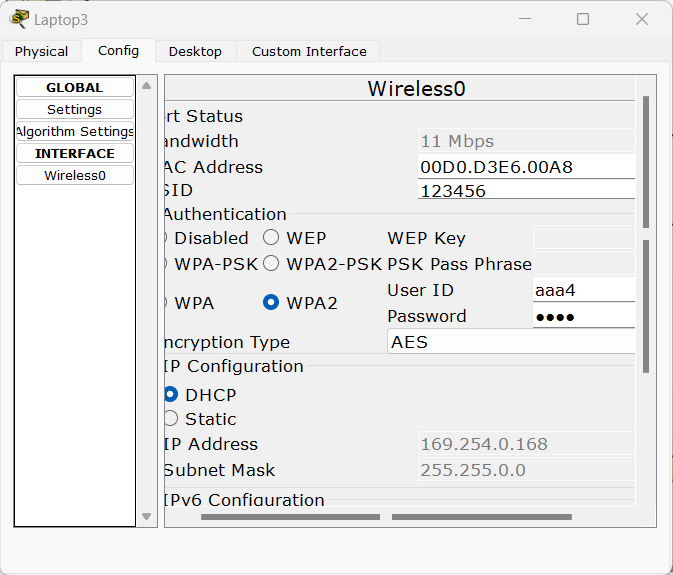 Laptop3
Physical Config Desktop Custom Interface
GLOBAL
Settings
Algorithm Settings
INTERFACE
Wireless0
Wireless0
rt Status
andwidth 11 Mbps
AC Address 00D0.D3E6.00A8
SID 123456
Authentication
Disabled WEP WEP Key
WPA-PSK WPA2-PSK PSK Pass Phrase
User ID aaa4
WPA WPA2
Password ●●●●
ncryption Type AES
IP Configuration
DHCP
Static
IP Address 169.254.0.168
Subnet Mask 255.255.0.0
IPv6 Configuration